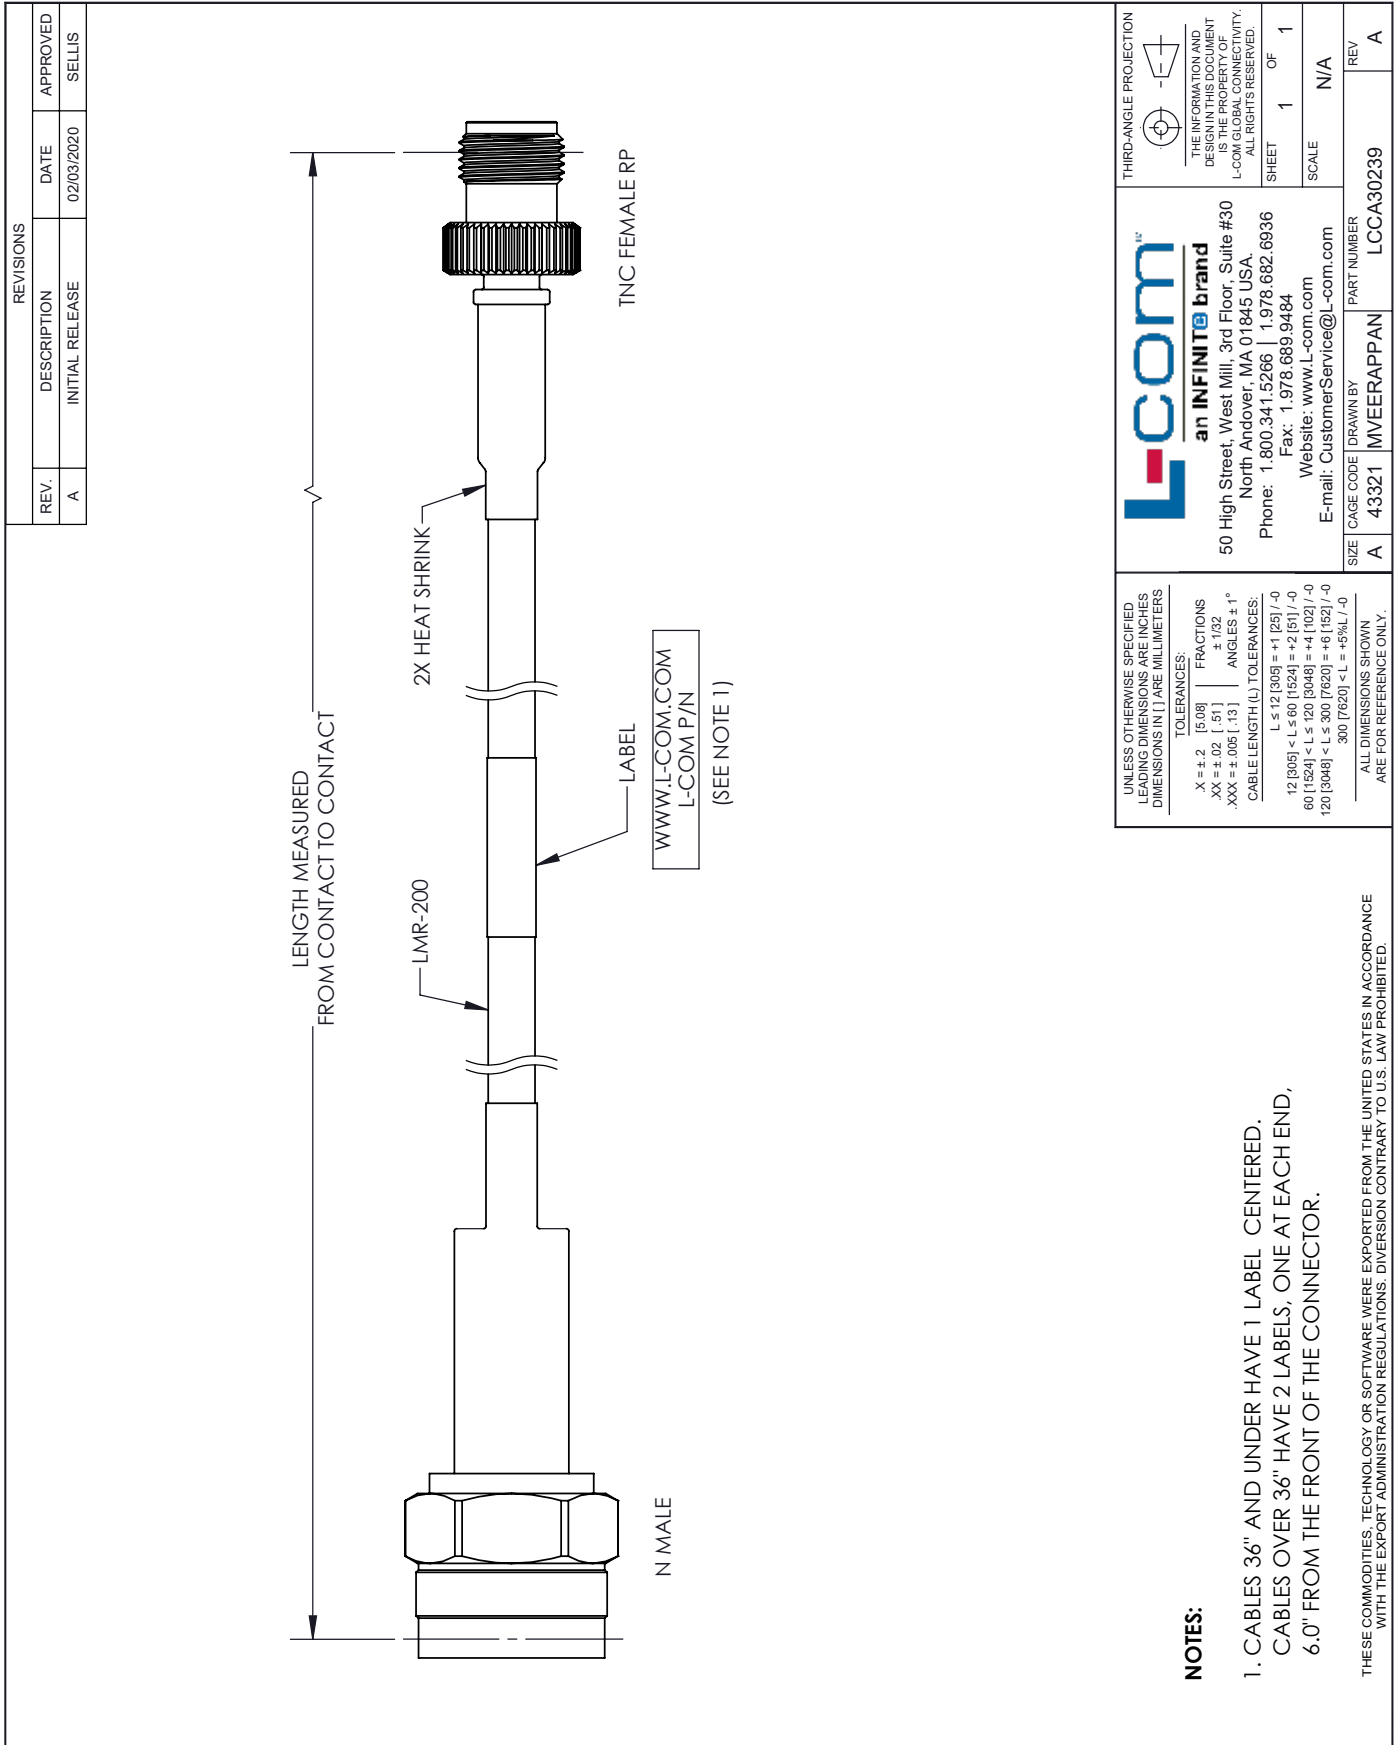 REVISIONS
REV. DESCRIPTION DATE APPROVED
A INITIAL RELEASE 02/03/2020 SELLIS
LENGTH MEASURED
FROM CONTACT TO CONTACT
LMR-200
2X HEAT SHRINK
N MALE
TNC FEMALE RP
LABEL
WWW.L-COM.COM
L-COM P/N
(SEE NOTE 1)
NOTES:
1. CABLES 36" AND UNDER HAVE 1 LABEL CENTERED.
CABLES OVER 36" HAVE 2 LABELS, ONE AT EACH END,
6.0" FROM THE FRONT OF THE CONNECTOR.
THESE COMMODITIES, TECHNOLOGY OR SOFTWARE WERE EXPORTED FROM THE UNITED STATES IN ACCORDANCE
WITH THE EXPORT ADMINISTRATION REGULATIONS. DIVERSION CONTRARY TO U.S. LAW PROHIBITED.
UNLESS OTHERWISE SPECIFIED
LEADING DIMENSIONS ARE INCHES
DIMENSIONS IN [ ] ARE MILLIMETERS
TOLERANCES:
.X = ± .2 [5.08] FRACTIONS
.XX = ± .02 [ .51 ] ± 1/32
.XXX = ± .005 [ .13 ] ANGLES ± 1°
CABLE LENGTH (L) TOLERANCES:
L ≤ 12 [305] = +1 [25] / -0
12 [305] < L ≤ 60 [1524] = +2 [51] / -0
60 [1524] < L ≤ 120 [3048] = +4 [102] / -0
120 [3048] < L ≤ 300 [7620] = +6 [152] / -0
300 [7620] < L = +5%L / -0
ALL DIMENSIONS SHOWN
ARE FOR REFERENCE ONLY.
L-com
an INFINITe brand
50 High Street, West Mill, 3rd Floor, Suite #30
North Andover, MA 01845 USA.
Phone: 1.800.341.5266 | 1.978.682.6936
Fax: 1.978.689.9484
Website: www.L-com.com
E-mail: CustomerService@L-com.com
THIRD-ANGLE PROJECTION
THE INFORMATION AND
DESIGN IN THIS DOCUMENT
IS THE PROPERTY OF
L-COM GLOBAL CONNECTIVITY.
ALL RIGHTS RESERVED.
SHEET 1 OF 1
SCALE N/A
SIZE CAGE CODE DRAWN BY PART NUMBER REV
A 43321 MVEERAPPAN LCCA30239 A